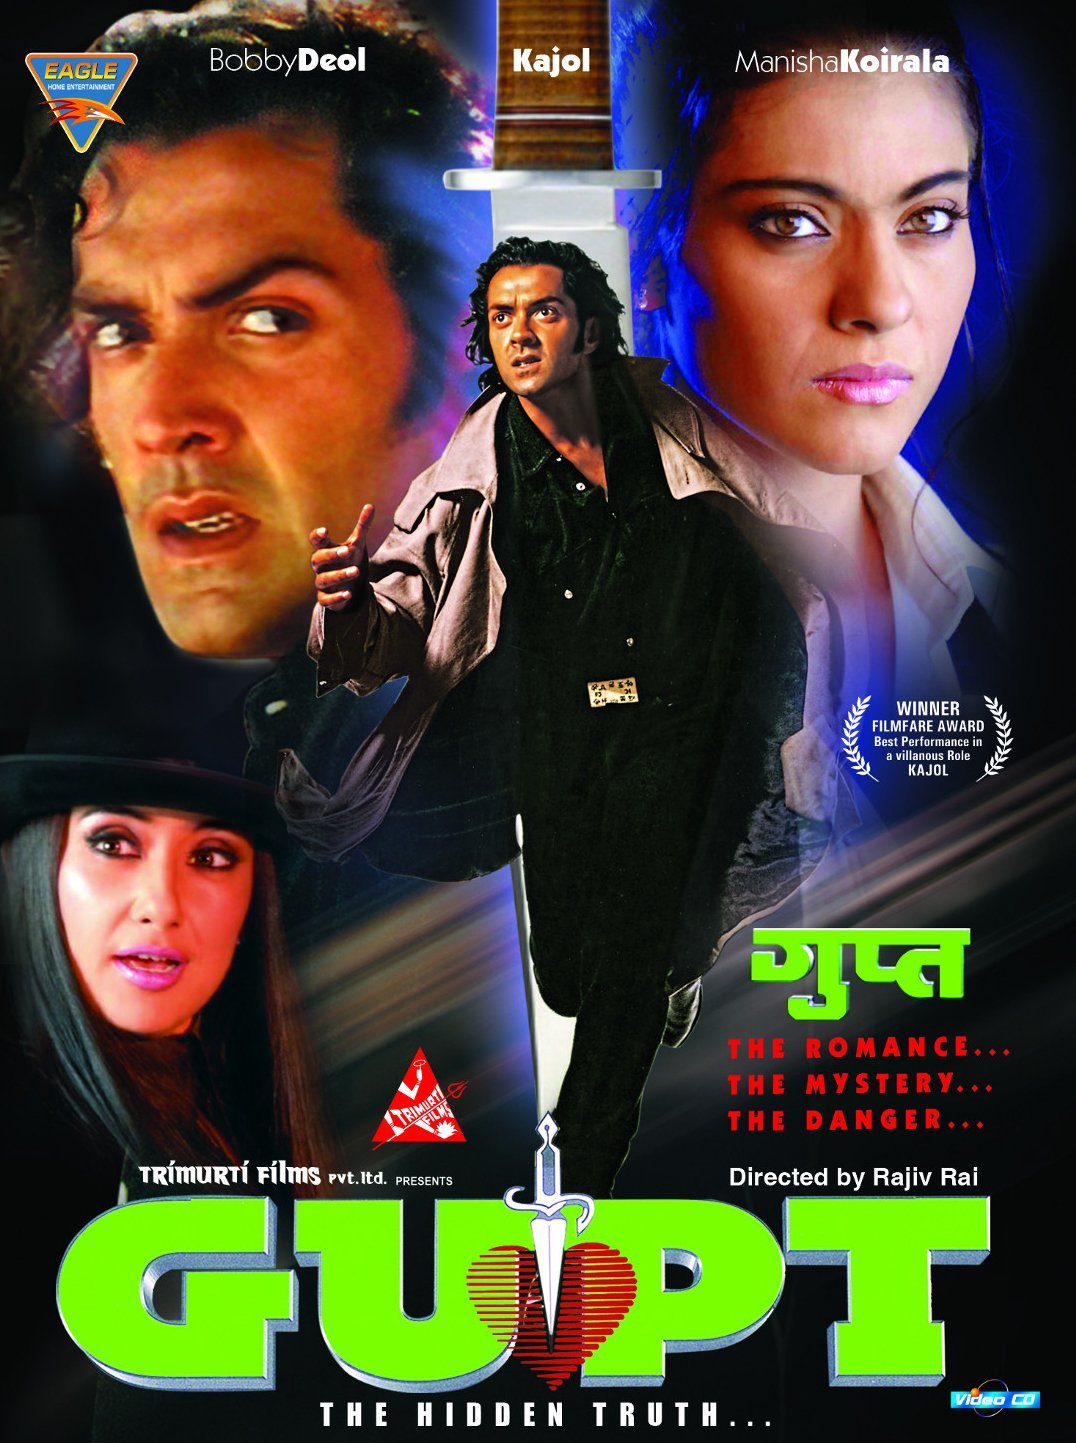 EAGLE
HOME ENTERTAINMENT
BobbyDeol
Kajol
ManishaKoirala
WINNER
FILMFARE AWARD
Best Performance in
a villanous Role
KAJOL
गुप्त
THE ROMANCE...
THE MYSTERY...
THE DANGER...
TRIMURTI
FILMS
TRIMURTI FILMS PVT.ltd. PRESENTS
Directed by Rajiv Rai
GUPT
THE HIDDEN TRUTH...
Video CD